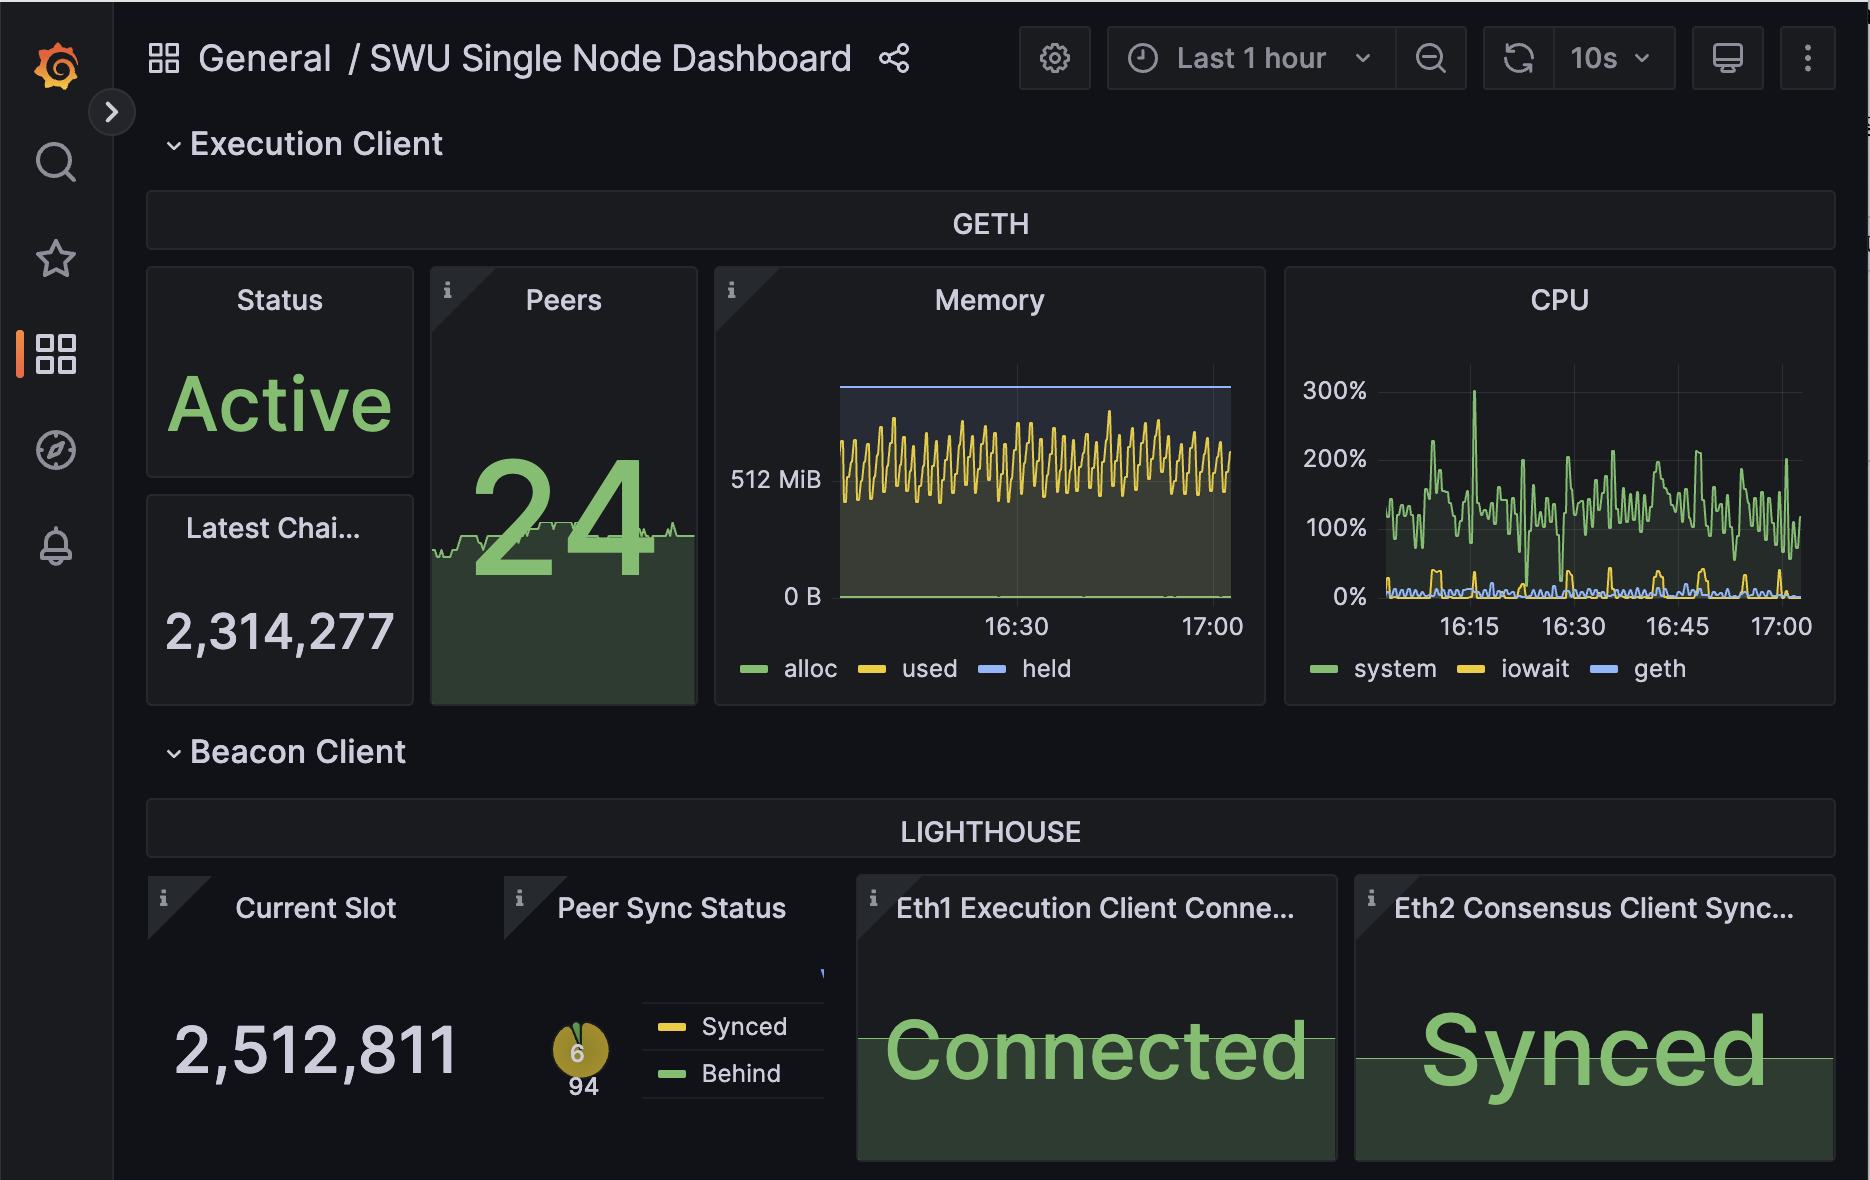 General / SWU Single Node Dashboard
Last 1 hour
10s
Execution Client
GETH
Status
Active
Latest Chai...
2,314,277
Peers
24
Memory
512 MiB
0 B
16:30 17:00
alloc used held
CPU
300%
200%
100%
0%
16:15 16:30 16:45 17:00
system iowait geth
Beacon Client
LIGHTHOUSE
Current Slot
2,512,811
Peer Sync Status
6
94
Synced
Behind
Eth1 Execution Client Conne...
Connected
Eth2 Consensus Client Sync...
Synced